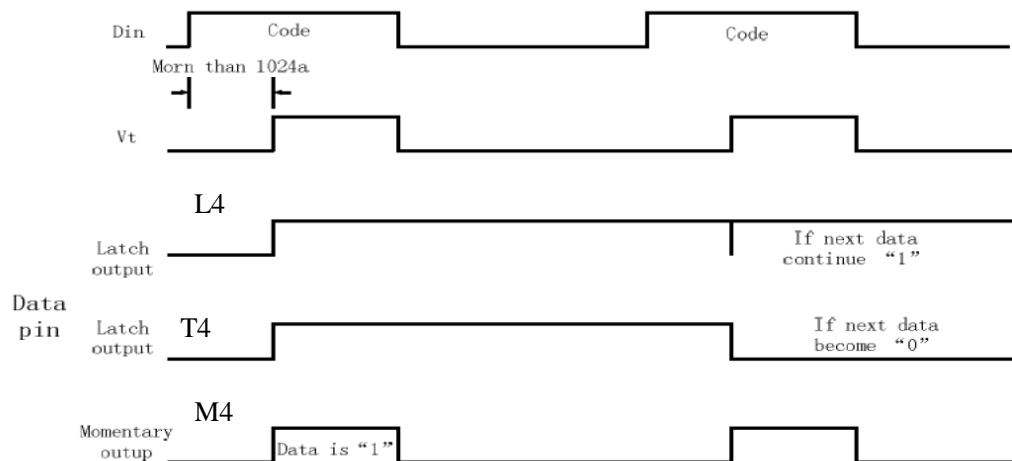 Din
Code
Code
Morn than 1024a
Vt
L4
Latch
output
If next data
continue “1”
Data
pin
Latch
output
T4
If next data
become “0”
M4
Momentary
outup
Data is “1”